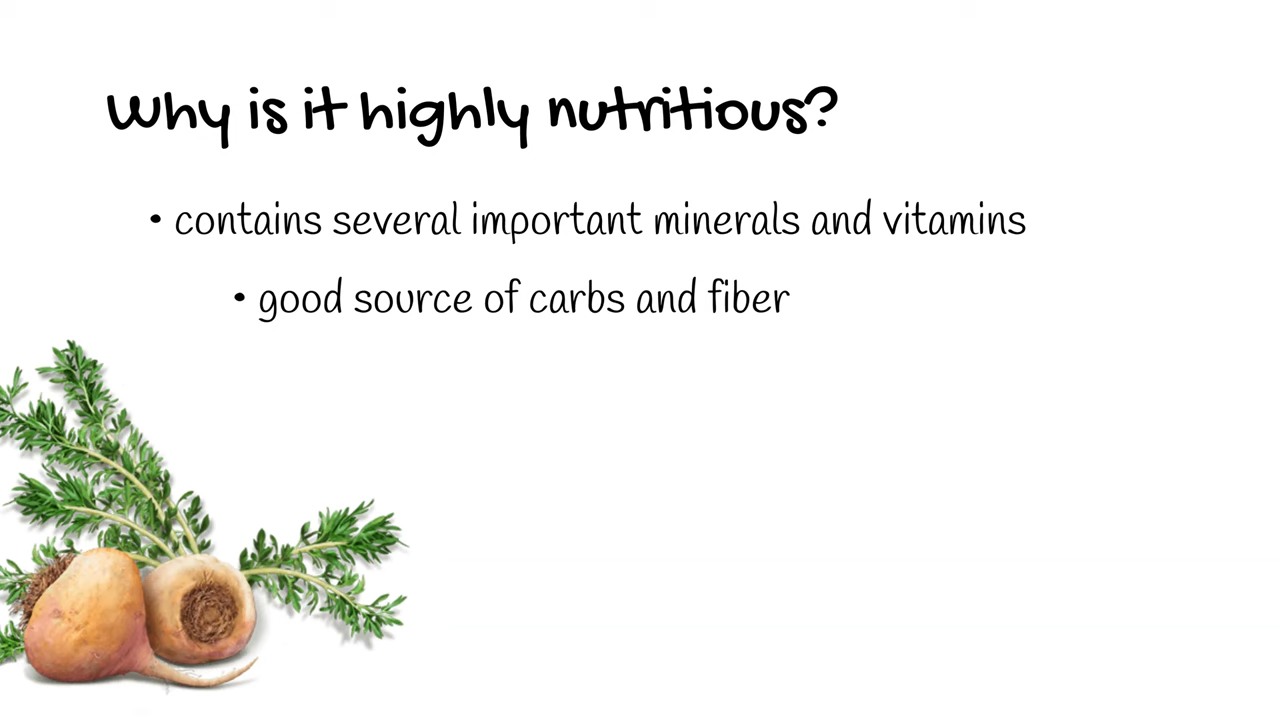 Why is it highly nutritious?
• contains several important minerals and vitamins
• good source of carbs and fiber